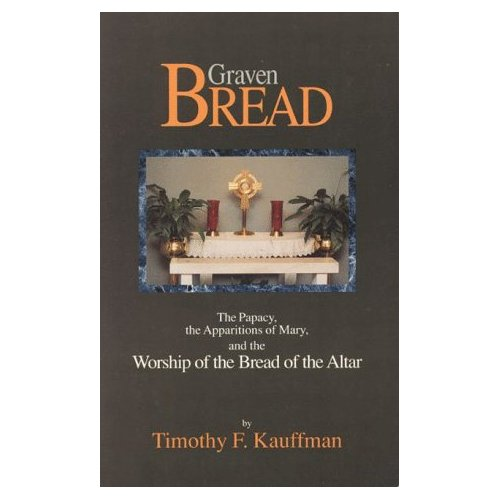 Graven
BREAD
The Papacy,
the Apparitions of Mary,
and the
Worship of the Bread of the Altar
by
Timothy F. Kauffman